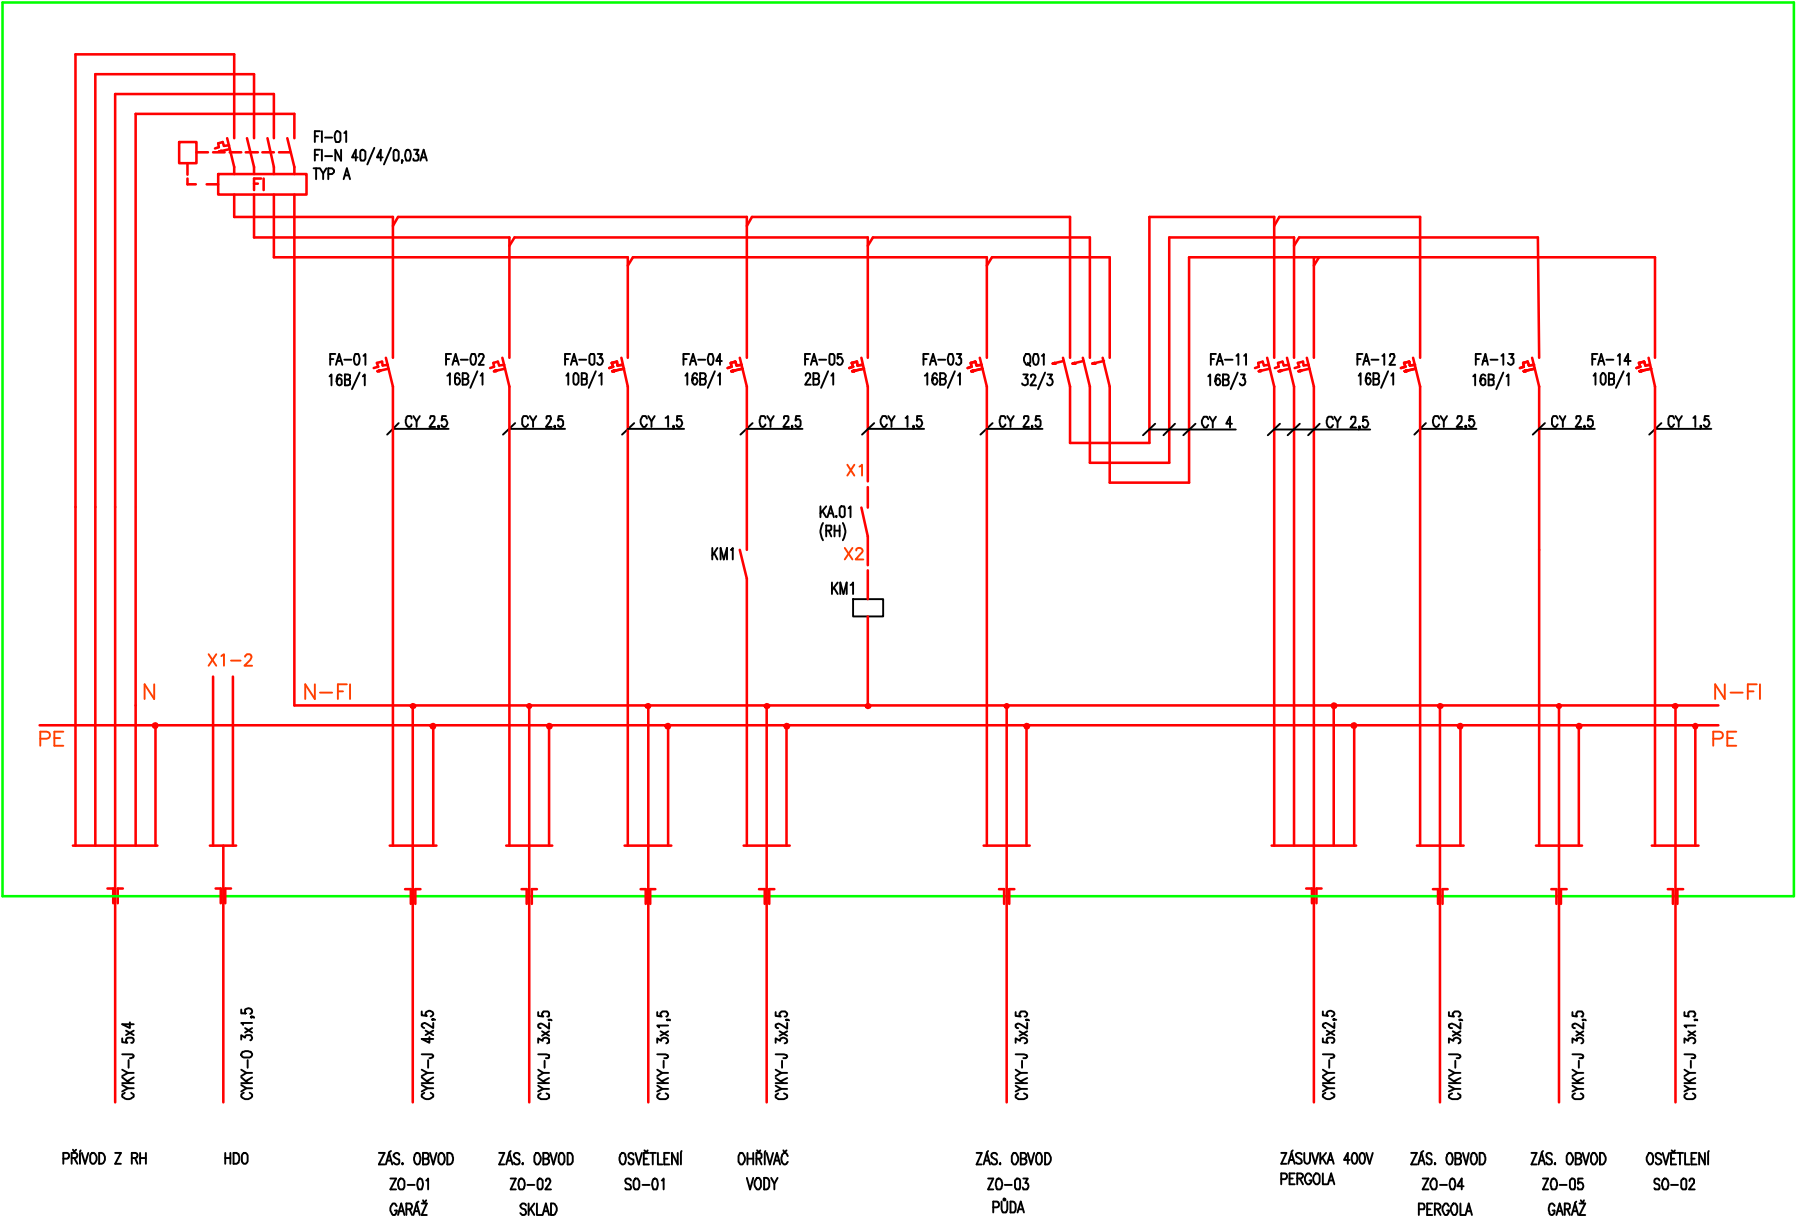 FI-01
FI-N 40/4/0,03A
TYP A
FI
FA-01
16B/1
FA-02
16B/1
FA-03
10B/1
FA-04
16B/1
FA-05
2B/1
FA-03
16B/1
Q01
32/3
FA-11
16B/3
FA-12
16B/1
FA-13
16B/1
FA-14
10B/1
CY 2.5
CY 2.5
CY 1.5
CY 2.5
CY 1.5
CY 2.5
CY 4
CY 2.5
CY 2.5
CY 2.5
CY 1.5
X1
KA.01
(RH)
X2
KM1
KM1
X1-2
N
N-FI
N-FI
PE
PE
CYKY-J 5x4
CYKY-O 3x1,5
CYKY-J 4x2,5
CYKY-J 3x2,5
CYKY-J 3x1,5
CYKY-J 3x2,5
CYKY-J 3x2,5
CYKY-J 5x2,5
CYKY-J 3x2,5
CYKY-J 3x2,5
CYKY-J 3x1,5
PŘÍVOD Z RH
HDO
ZÁS. OBVOD
ZO-01
GARÁŽ
ZÁS. OBVOD
ZO-02
SKLAD
OSVĚTLENÍ
SO-01
OHŘÍVAČ
VODY
ZÁS. OBVOD
ZO-03
PŮDA
ZÁSUVKA 400V
PERGOLA
ZÁS. OBVOD
ZO-04
PERGOLA
ZÁS. OBVOD
ZO-05
GARÁŽ
OSVĚTLENÍ
SO-02